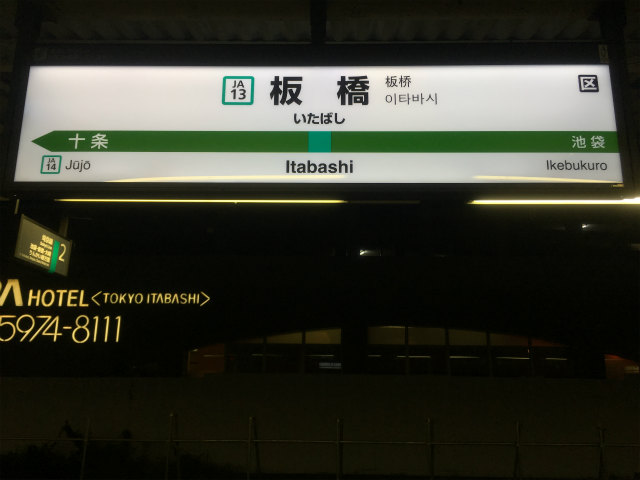 JA
13
板橋
板桥
이타바시
区
いたばし
十条
池袋
JA
14
Jūjō
Itabashi
Ikebukuro
2
HOTEL <TOKYO ITABASHI>
5974-8111